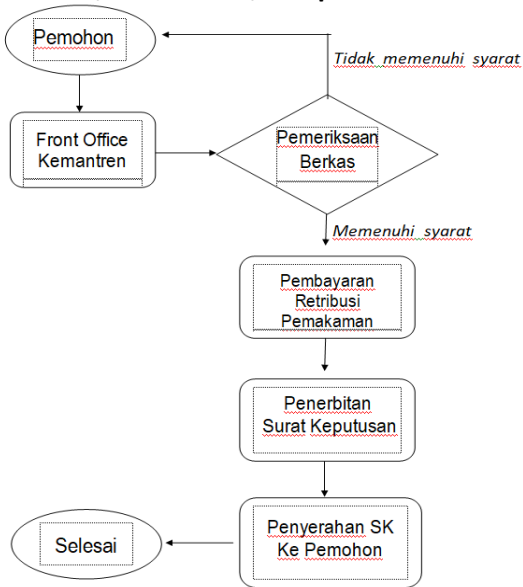 Pemohon
Tidak memenuhi syarat
Front Office
Kemantren
Pemeriksaan
Berkas
Memenuhi syarat
Pembayaran
Retribusi
Pemakaman
Penerbitan
Surat Keputusan
Penyerahan SK
Ke Pemohon
Selesai